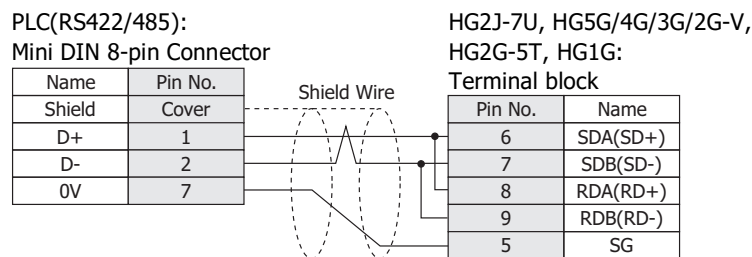 PLC(RS422/485):
Mini DIN 8-pin Connector
Name Pin No.
Shield Cover
D+ 1
D- 2
0V 7
Shield Wire
HG2J-7U, HG5G/4G/3G/2G-V,
HG2G-5T, HG1G:
Terminal block
Pin No. Name
6 SDA(SD+)
7 SDB(SD-)
8 RDA(RD+)
9 RDB(RD-)
5 SG